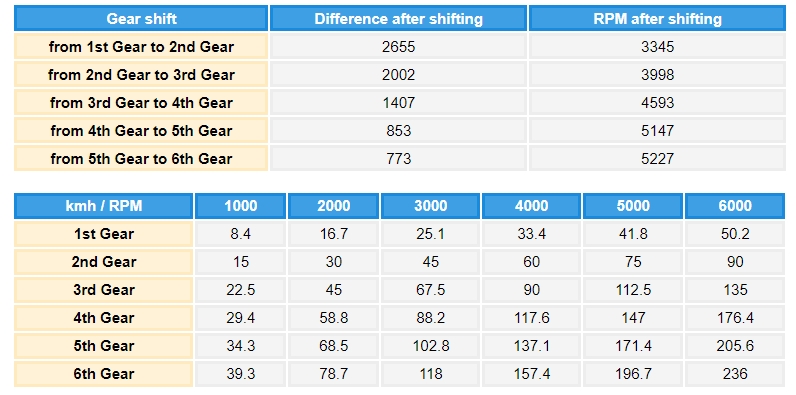 Gear shift Difference after shifting RPM after shifting
from 1st Gear to 2nd Gear 2655 3345
from 2nd Gear to 3rd Gear 2002 3998
from 3rd Gear to 4th Gear 1407 4593
from 4th Gear to 5th Gear 853 5147
from 5th Gear to 6th Gear 773 5227
kmh / RPM 1000 2000 3000 4000 5000 6000
1st Gear 8.4 16.7 25.1 33.4 41.8 50.2
2nd Gear 15 30 45 60 75 90
3rd Gear 22.5 45 67.5 90 112.5 135
4th Gear 29.4 58.8 88.2 117.6 147 176.4
5th Gear 34.3 68.5 102.8 137.1 171.4 205.6
6th Gear 39.3 78.7 118 157.4 196.7 236